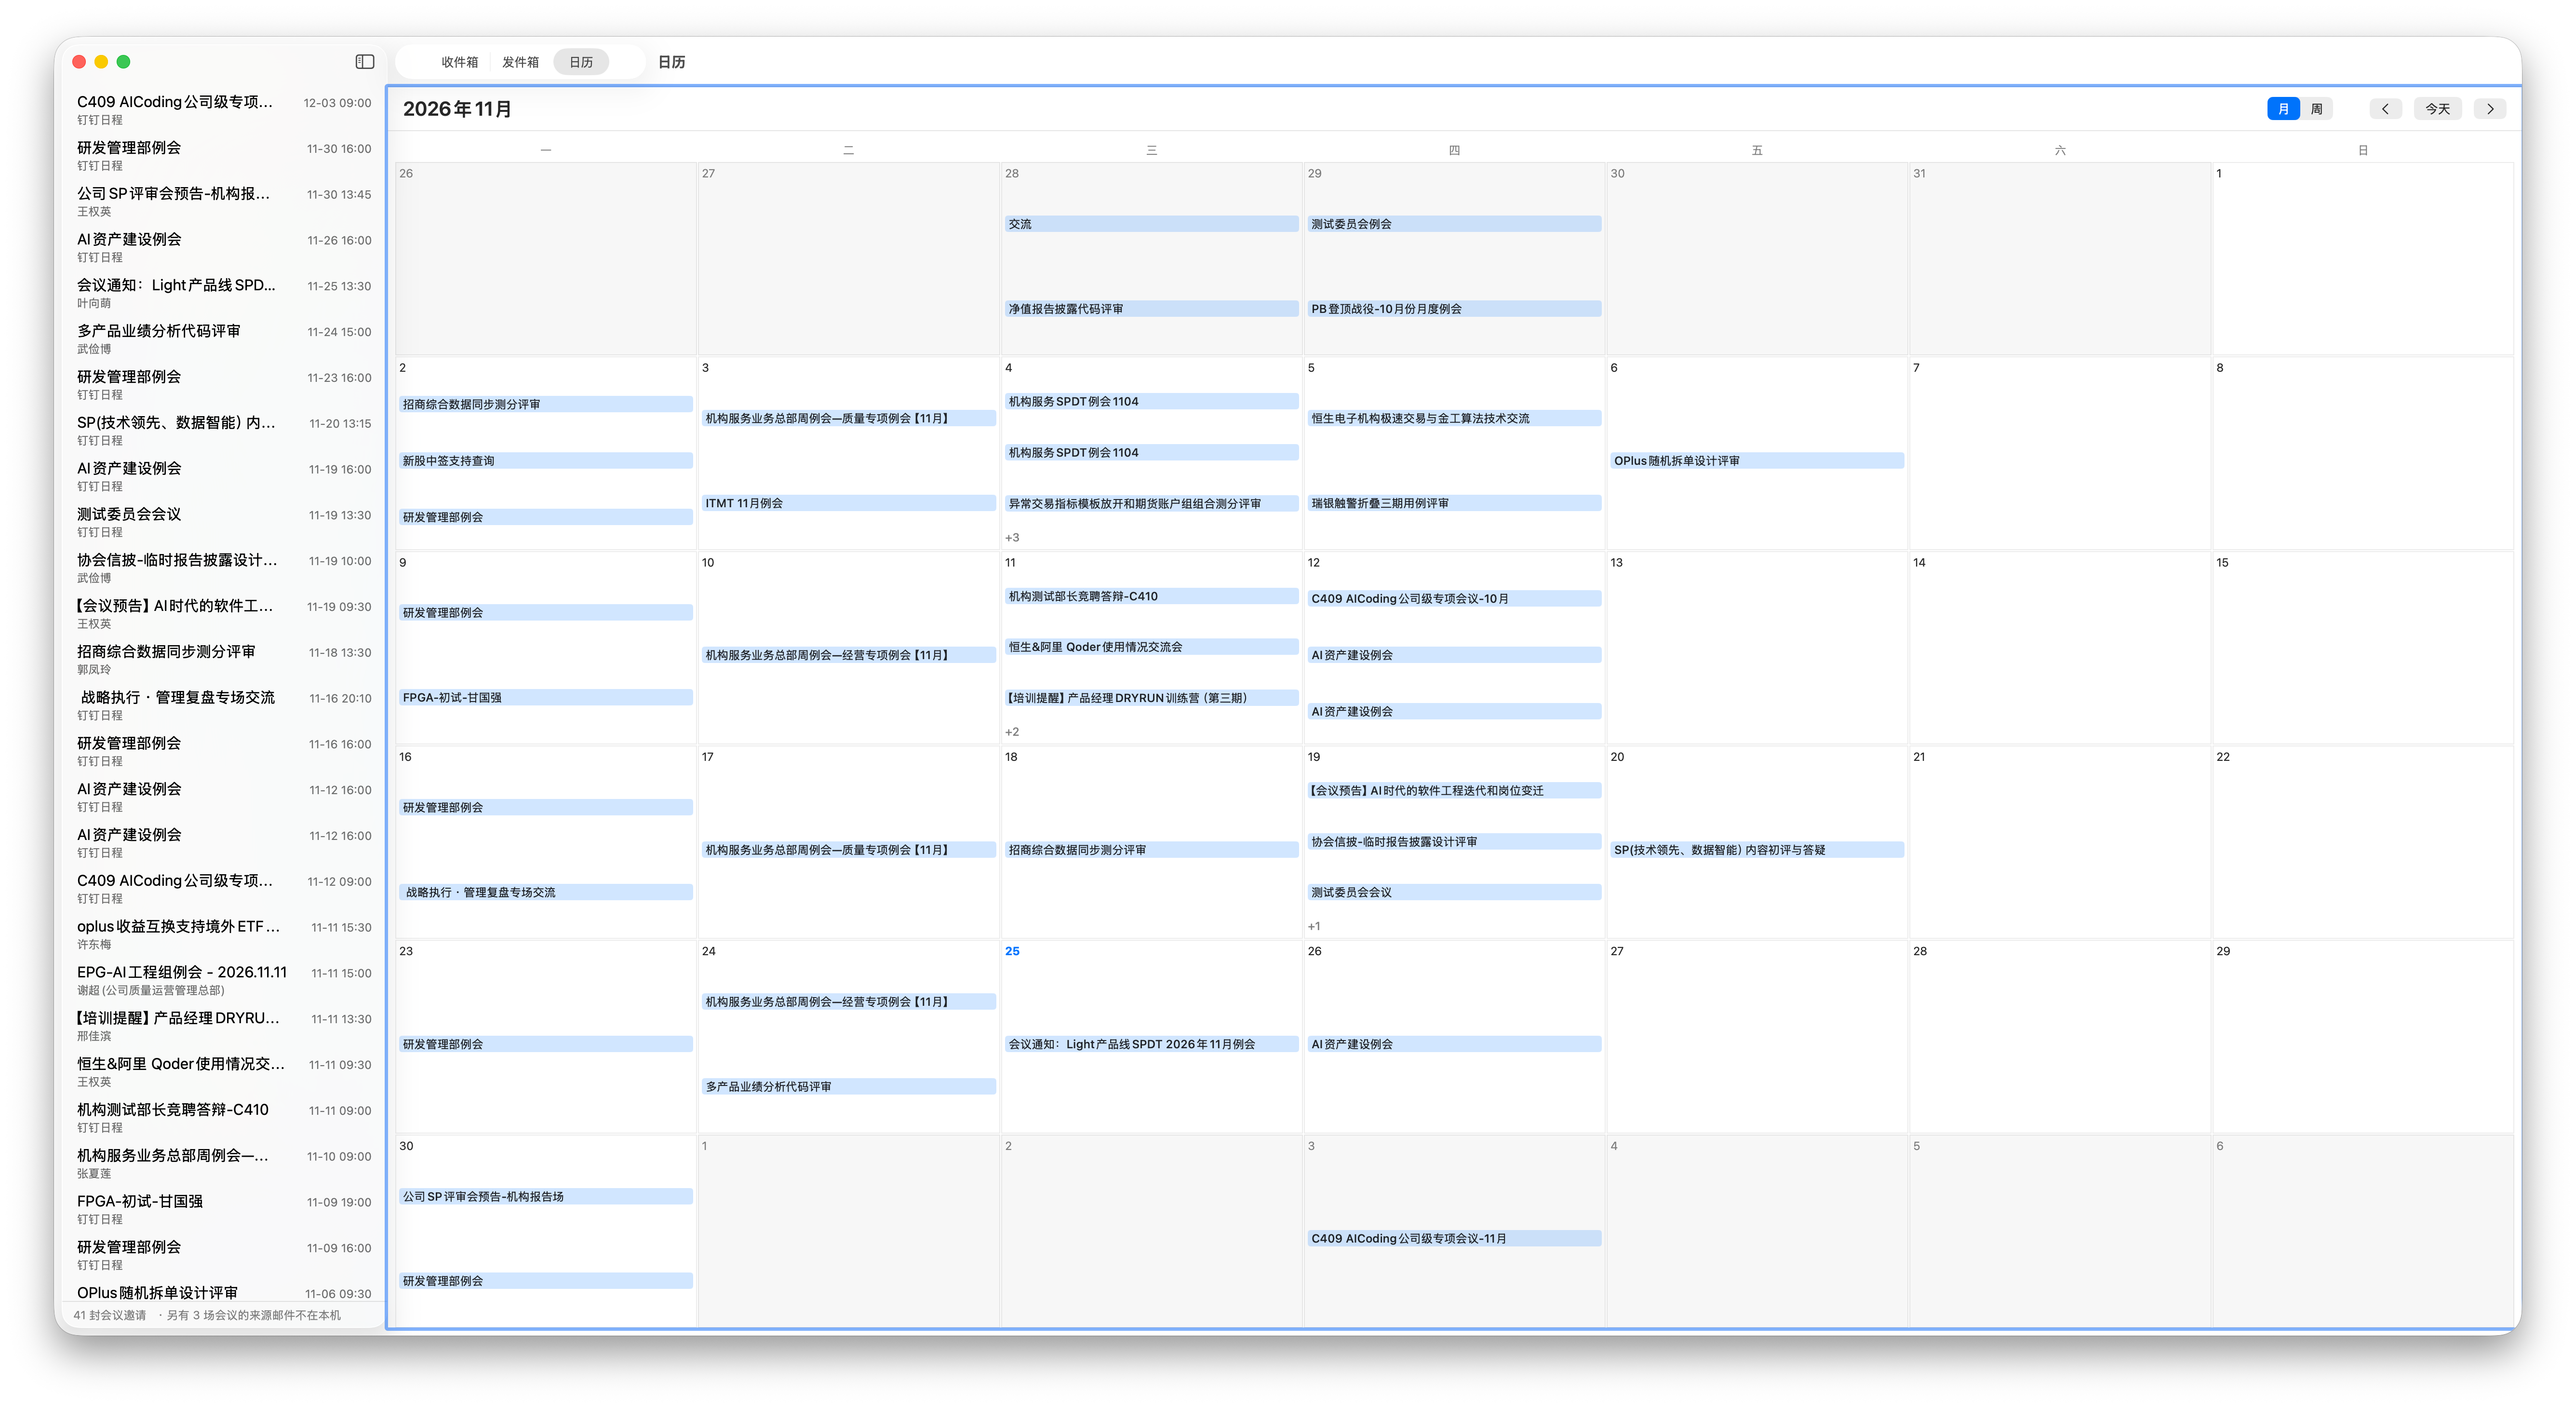 收件箱
发件箱
日历
日历
C409 AICoding公司级专项… 12-03 09:00
钉钉日程
研发管理部例会 11-30 16:00
钉钉日程
公司SP评审会预告-机构报… 11-30 13:45
王权英
AI资产建设例会 11-26 16:00
钉钉日程
会议通知：Light产品线SPD… 11-25 13:30
叶向萌
多产品业绩分析代码评审 11-24 15:00
武俭博
研发管理部例会 11-23 16:00
钉钉日程
SP(技术领先、数据智能) 内… 11-20 13:15
钉钉日程
AI资产建设例会 11-19 16:00
钉钉日程
测试委员会会议 11-19 13:30
钉钉日程
协会信披-临时报告披露设计… 11-19 10:00
武俭博
【会议预告】AI时代的软件工… 11-19 09:30
王权英
招商综合数据同步测分评审 11-18 13:30
郭凤玲
战略执行 · 管理复盘专场交流 11-16 20:10
钉钉日程
研发管理部例会 11-16 16:00
钉钉日程
AI资产建设例会 11-12 16:00
钉钉日程
AI资产建设例会 11-12 16:00
钉钉日程
C409 AICoding公司级专项… 11-12 09:00
钉钉日程
oplus收益互换支持境外ETF… 11-11 15:30
许东梅
EPG-AI工程组例会 - 2026.11.11 11-11 15:00
谢超(公司质量运营管理总部)
【培训提醒】产品经理DRYRU… 11-11 13:30
邢佳滨
恒生&阿里 Qoder使用情况交… 11-11 09:30
王权英
机构测试部长竞聘答辩-C410 11-11 09:00
钉钉日程
机构服务业务总部周例会—… 11-10 09:00
张夏莲
FPGA-初试-甘国强 11-09 19:00
钉钉日程
研发管理部例会 11-09 16:00
钉钉日程
OPlus随机拆单设计评审 11-06 09:30
41 封会议邀请 · 另有 3 场会议的来源邮件不在本机
2026年11月
月 周
今天
一 二 三 四 五 六 日
26
27
28
交流
净值报告披露代码评审
29
测试委员会例会
PB登顶战役-10月份月度例会
30
31
1
2
招商综合数据同步测分评审
新股中签支持查询
研发管理部例会
3
机构服务业务总部周例会—质量专项例会【11月】
ITMT 11月例会
4
机构服务SPDT例会1104
机构服务SPDT例会1104
异常交易指标模板放开和期货账户组组合测分评审
+3
5
恒生电子机构极速交易与金工算法技术交流
瑞银触警折叠三期用例评审
6
OPlus随机拆单设计评审
7
8
9
研发管理部例会
FPGA-初试-甘国强
10
机构服务业务总部周例会—经营专项例会【11月】
11
机构测试部长竞聘答辩-C410
恒生&阿里 Qoder使用情况交流会
【培训提醒】产品经理DRYRUN训练营（第三期）
+2
12
C409 AICoding公司级专项会议-10月
AI资产建设例会
AI资产建设例会
13
14
15
16
研发管理部例会
战略执行 · 管理复盘专场交流
17
机构服务业务总部周例会—质量专项例会【11月】
18
招商综合数据同步测分评审
19
【会议预告】AI时代的软件工程迭代和岗位变迁
协会信披-临时报告披露设计评审
测试委员会会议
+1
20
SP(技术领先、数据智能) 内容初评与答疑
21
22
23
研发管理部例会
24
机构服务业务总部周例会—经营专项例会【11月】
多产品业绩分析代码评审
25
会议通知：Light产品线SPDT 2026年11月例会
26
AI资产建设例会
27
28
29
30
公司SP评审会预告-机构报告场
研发管理部例会
1
2
3
C409 AICoding公司级专项会议-11月
4
5
6